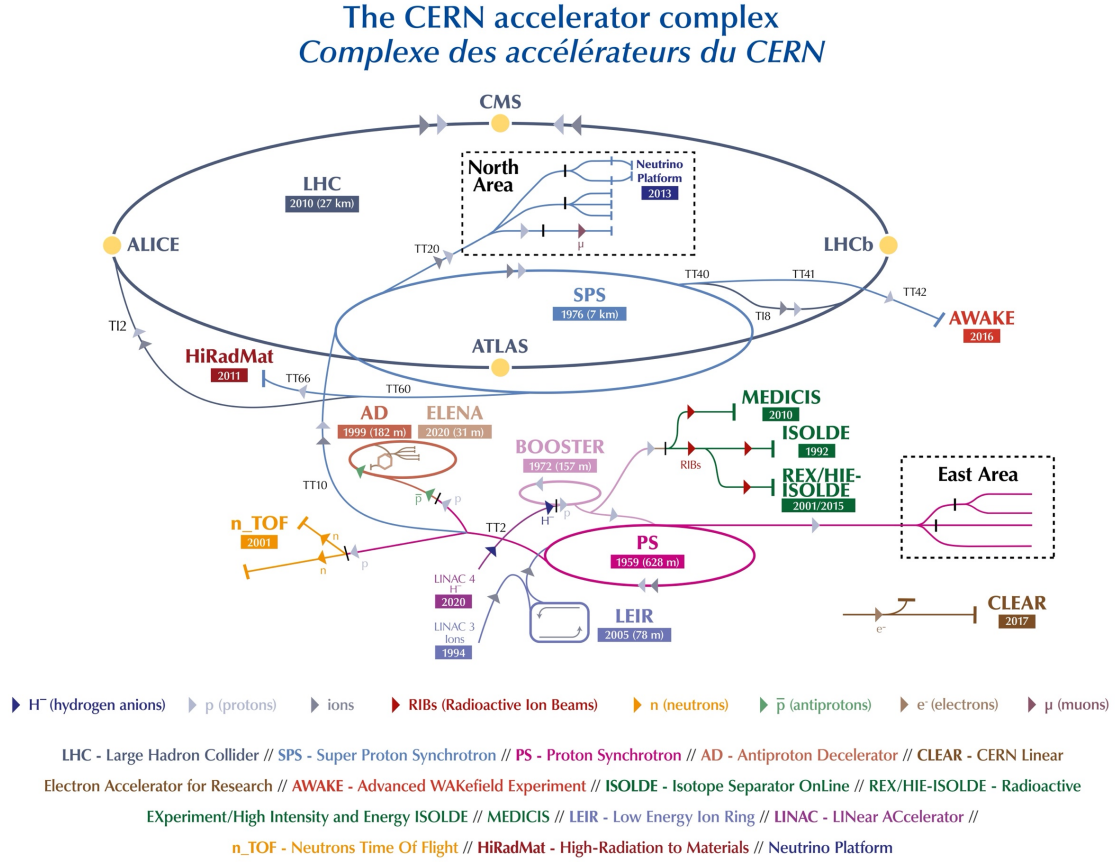 The CERN accelerator complex
Complexe des accélérateurs du CERN
CMS
North
Area
Neutrino
Platform
2013
LHC
2010 (27 km)
μ
ALICE
LHCb
TT20
TT40
TT41
TT42
SPS
1976 (7 km)
TI8
TI2
AWAKE
2016
ATLAS
HiRadMat
2011
TT66
TT60
AD
1999 (182 m)
ELENA
2020 (31 m)
MEDICIS
2010
BOOSTER
1972 (157 m)
ISOLDE
1992
RIBs
REX/HIE-
ISOLDE
2001/2015
East Area
TT10
p̅
p
H⁻
p
TT2
n_TOF
2001
n
n
p
PS
1959 (628 m)
LINAC 4
H⁻
2020
LEIR
2005 (78 m)
LINAC 3
Ions
1994
CLEAR
2017
e⁻
H⁻ (hydrogen anions)
p (protons)
ions
RIBs (Radioactive Ion Beams)
n (neutrons)
p̅ (antiprotons)
e⁻ (electrons)
μ (muons)
LHC - Large Hadron Collider // SPS - Super Proton Synchrotron // PS - Proton Synchrotron // AD - Antiproton Decelerator // CLEAR - CERN Linear
Electron Accelerator for Research // AWAKE - Advanced WAKefield Experiment // ISOLDE - Isotope Separator OnLine // REX/HIE-ISOLDE - Radioactive
EXperiment/High Intensity and Energy ISOLDE // MEDICIS // LEIR - Low Energy Ion Ring // LINAC - LINear ACcelerator //
n_TOF - Neutrons Time Of Flight // HiRadMat - High-Radiation to Materials // Neutrino Platform